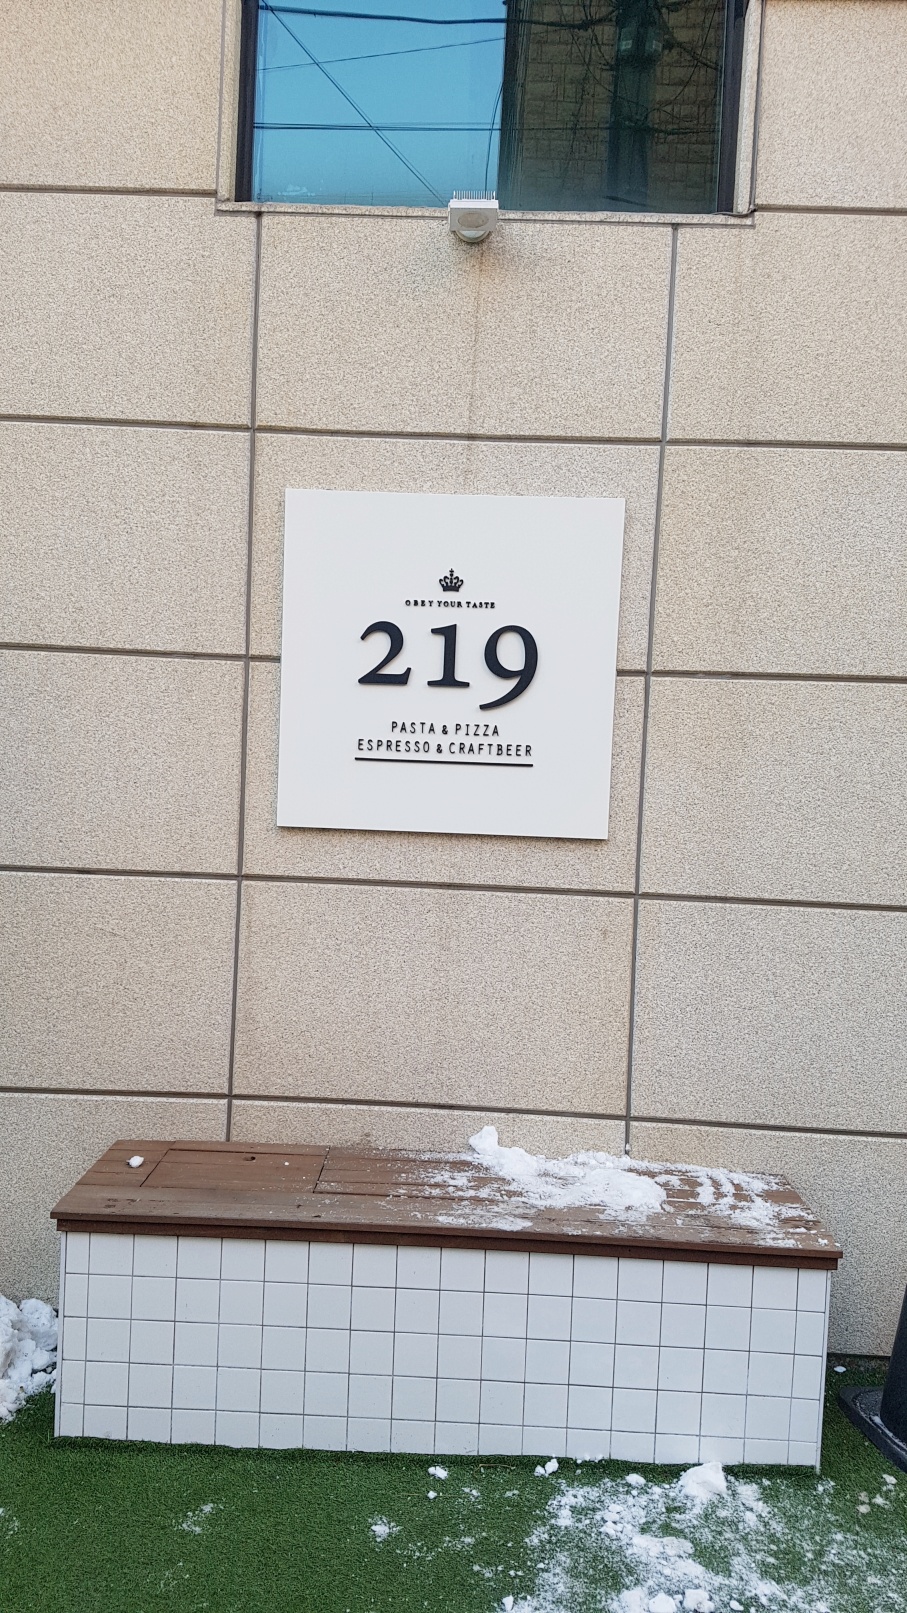 OBEY YOUR TASTE
219
PASTA & PIZZA
ESPRESSO & CRAFTBEER